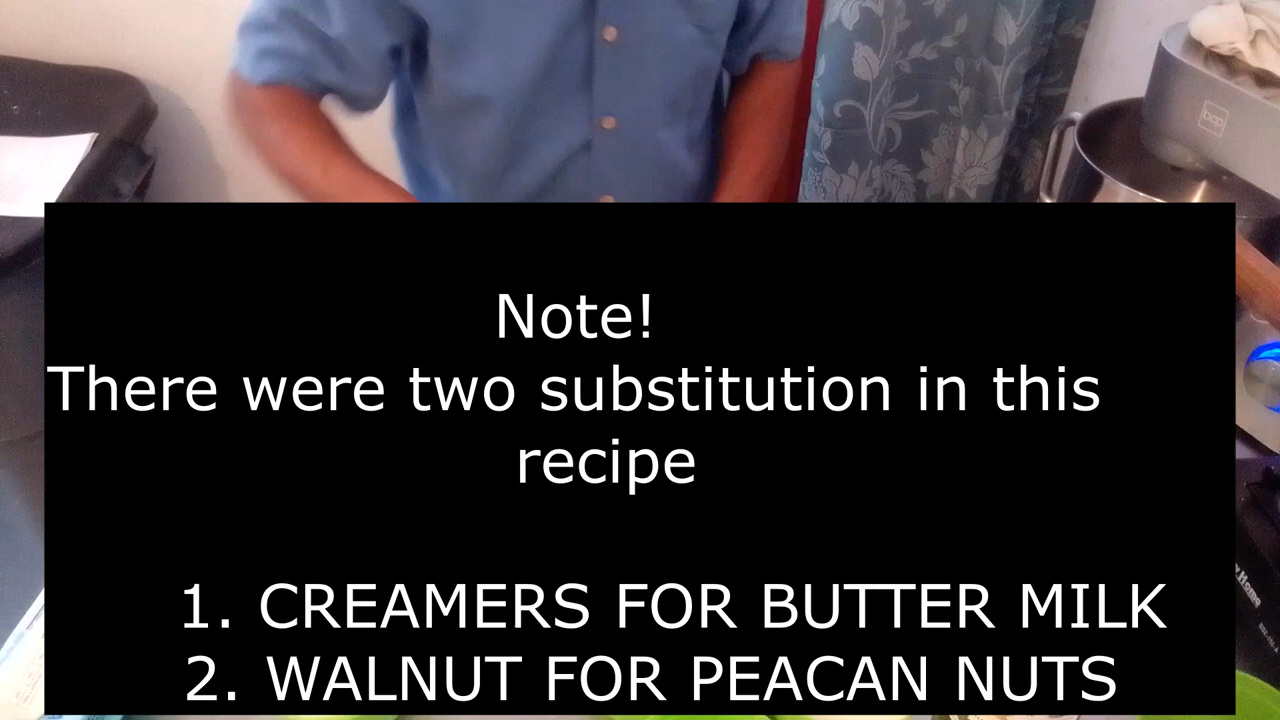 Note!
There were two substitution in this
recipe
1. CREAMERS FOR BUTTER MILK
2. WALNUT FOR PEACAN NUTS